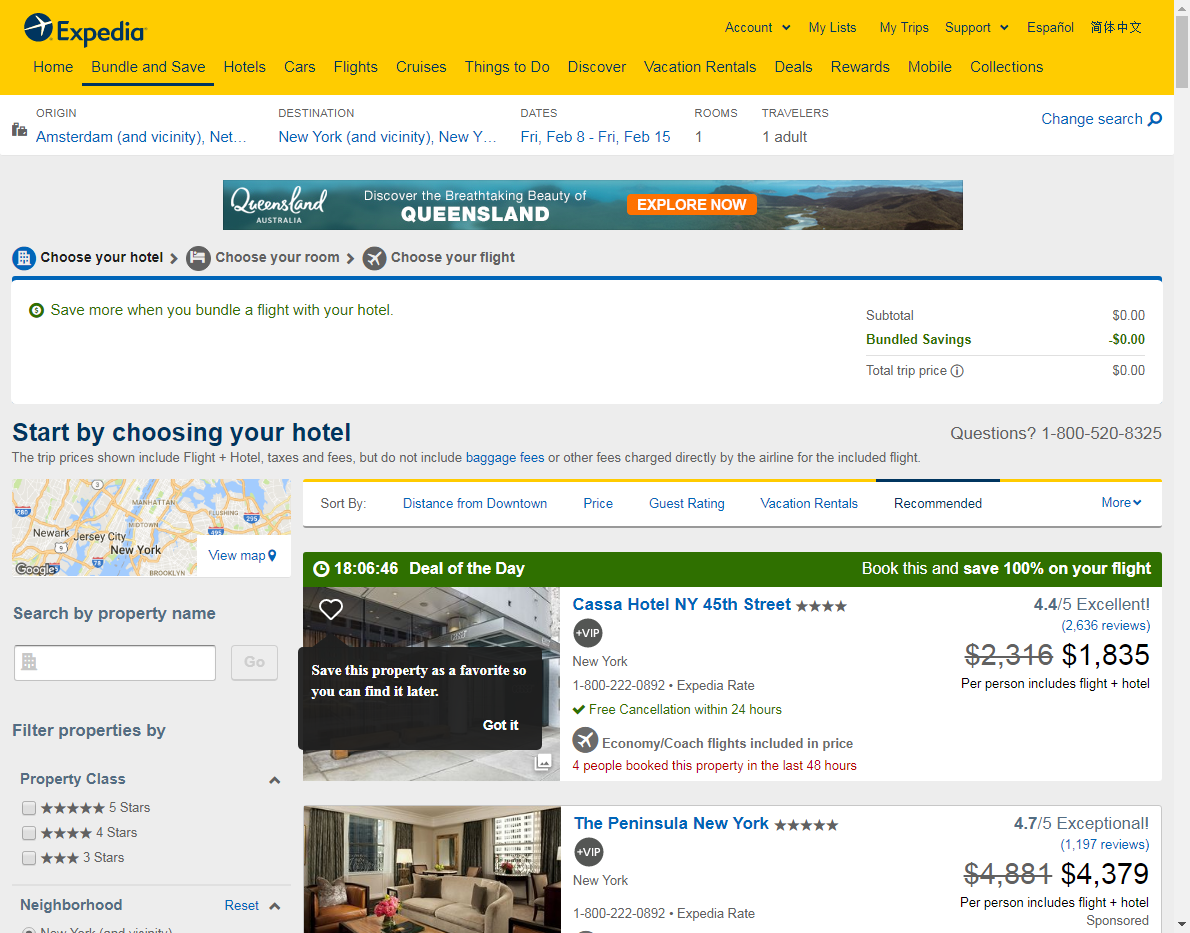 Expedia
Account My Lists My Trips Support Español 简体中文
Home Bundle and Save Hotels Cars Flights Cruises Things to Do Discover Vacation Rentals Deals Rewards Mobile Collections
ORIGIN DESTINATION DATES ROOMS TRAVELERS
Amsterdam (and vicinity), Net... New York (and vicinity), New Y... Fri, Feb 8 - Fri, Feb 15 1 1 adult
Change search
Queensland
AUSTRALIA
Discover the Breathtaking Beauty of
QUEENSLAND
EXPLORE NOW
Choose your hotel Choose your room Choose your flight
Save more when you bundle a flight with your hotel.
Subtotal $0.00
Bundled Savings -$0.00
Total trip price $0.00
Start by choosing your hotel
Questions? 1-800-520-8325
The trip prices shown include Flight + Hotel, taxes and fees, but do not include baggage fees or other fees charged directly by the airline for the included flight.
3
MANHATTAN
280
FLUSHING
295
MIDTOWN
495
Newark
Jersey City
9
New York
78
Google
BROOKLYN
View map
Sort By: Distance from Downtown Price Guest Rating Vacation Rentals Recommended More
Search by property name
Go
Filter properties by
Property Class
5 Stars
4 Stars
3 Stars
Neighborhood Reset
New York (and vicinity)
18:06:46 Deal of the Day Book this and save 100% on your flight
Save this property as a favorite so
you can find it later.
Got it
Cassa Hotel NY 45th Street
+VIP
New York
1-800-222-0892 • Expedia Rate
Free Cancellation within 24 hours
Economy/Coach flights included in price
4 people booked this property in the last 48 hours
4.4/5 Excellent!
(2,636 reviews)
$2,316 $1,835
Per person includes flight + hotel
The Peninsula New York
+VIP
New York
1-800-222-0892 • Expedia Rate
4.7/5 Exceptional!
(1,197 reviews)
$4,881 $4,379
Per person includes flight + hotel
Sponsored